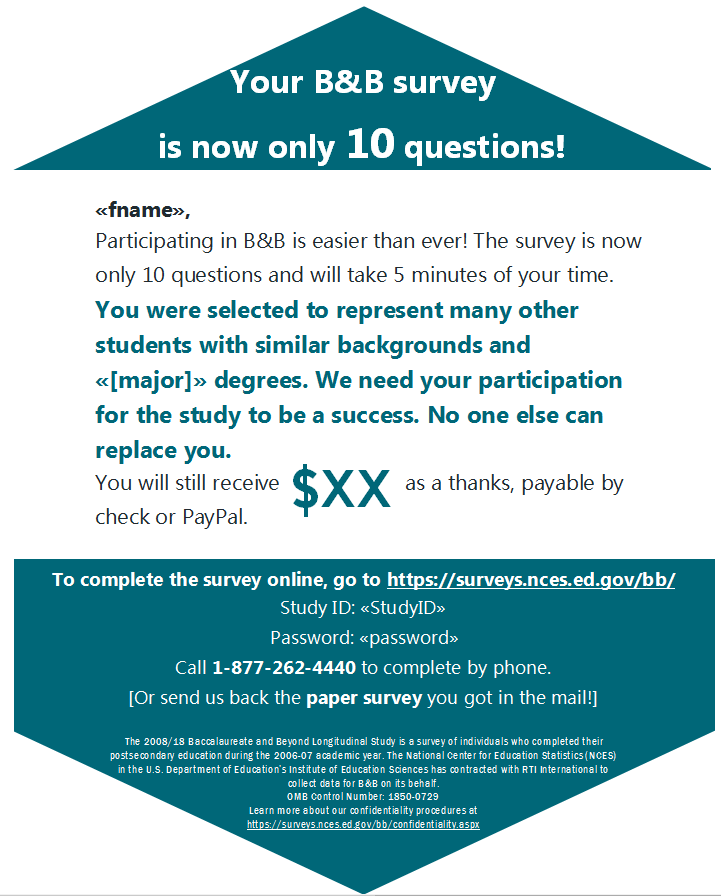 Your B&B survey
is now only 10 questions!
«fname»,
Participating in B&B is easier than ever! The survey is now
only 10 questions and will take 5 minutes of your time.
You were selected to represent many other
students with similar backgrounds and
«[major]» degrees. We need your participation
for the study to be a success. No one else can
replace you.
You will still receive $XX as a thanks, payable by
check or PayPal.
To complete the survey online, go to https://surveys.nces.ed.gov/bb/
Study ID: «StudyID»
Password: «password»
Call 1-877-262-4440 to complete by phone.
[Or send us back the paper survey you got in the mail!]
The 2008/18 Baccalaureate and Beyond Longitudinal Study is a survey of individuals who completed their
postsecondary education during the 2006-07 academic year. The National Center for Education Statistics (NCES)
in the U.S. Department of Education's Institute of Education Sciences has contracted with RTI International to
collect data for B&B on its behalf.
OMB Control Number: 1850-0729
Learn more about our confidentiality procedures at
https://surveys.nces.ed.gov/bb/confidentiality.aspx